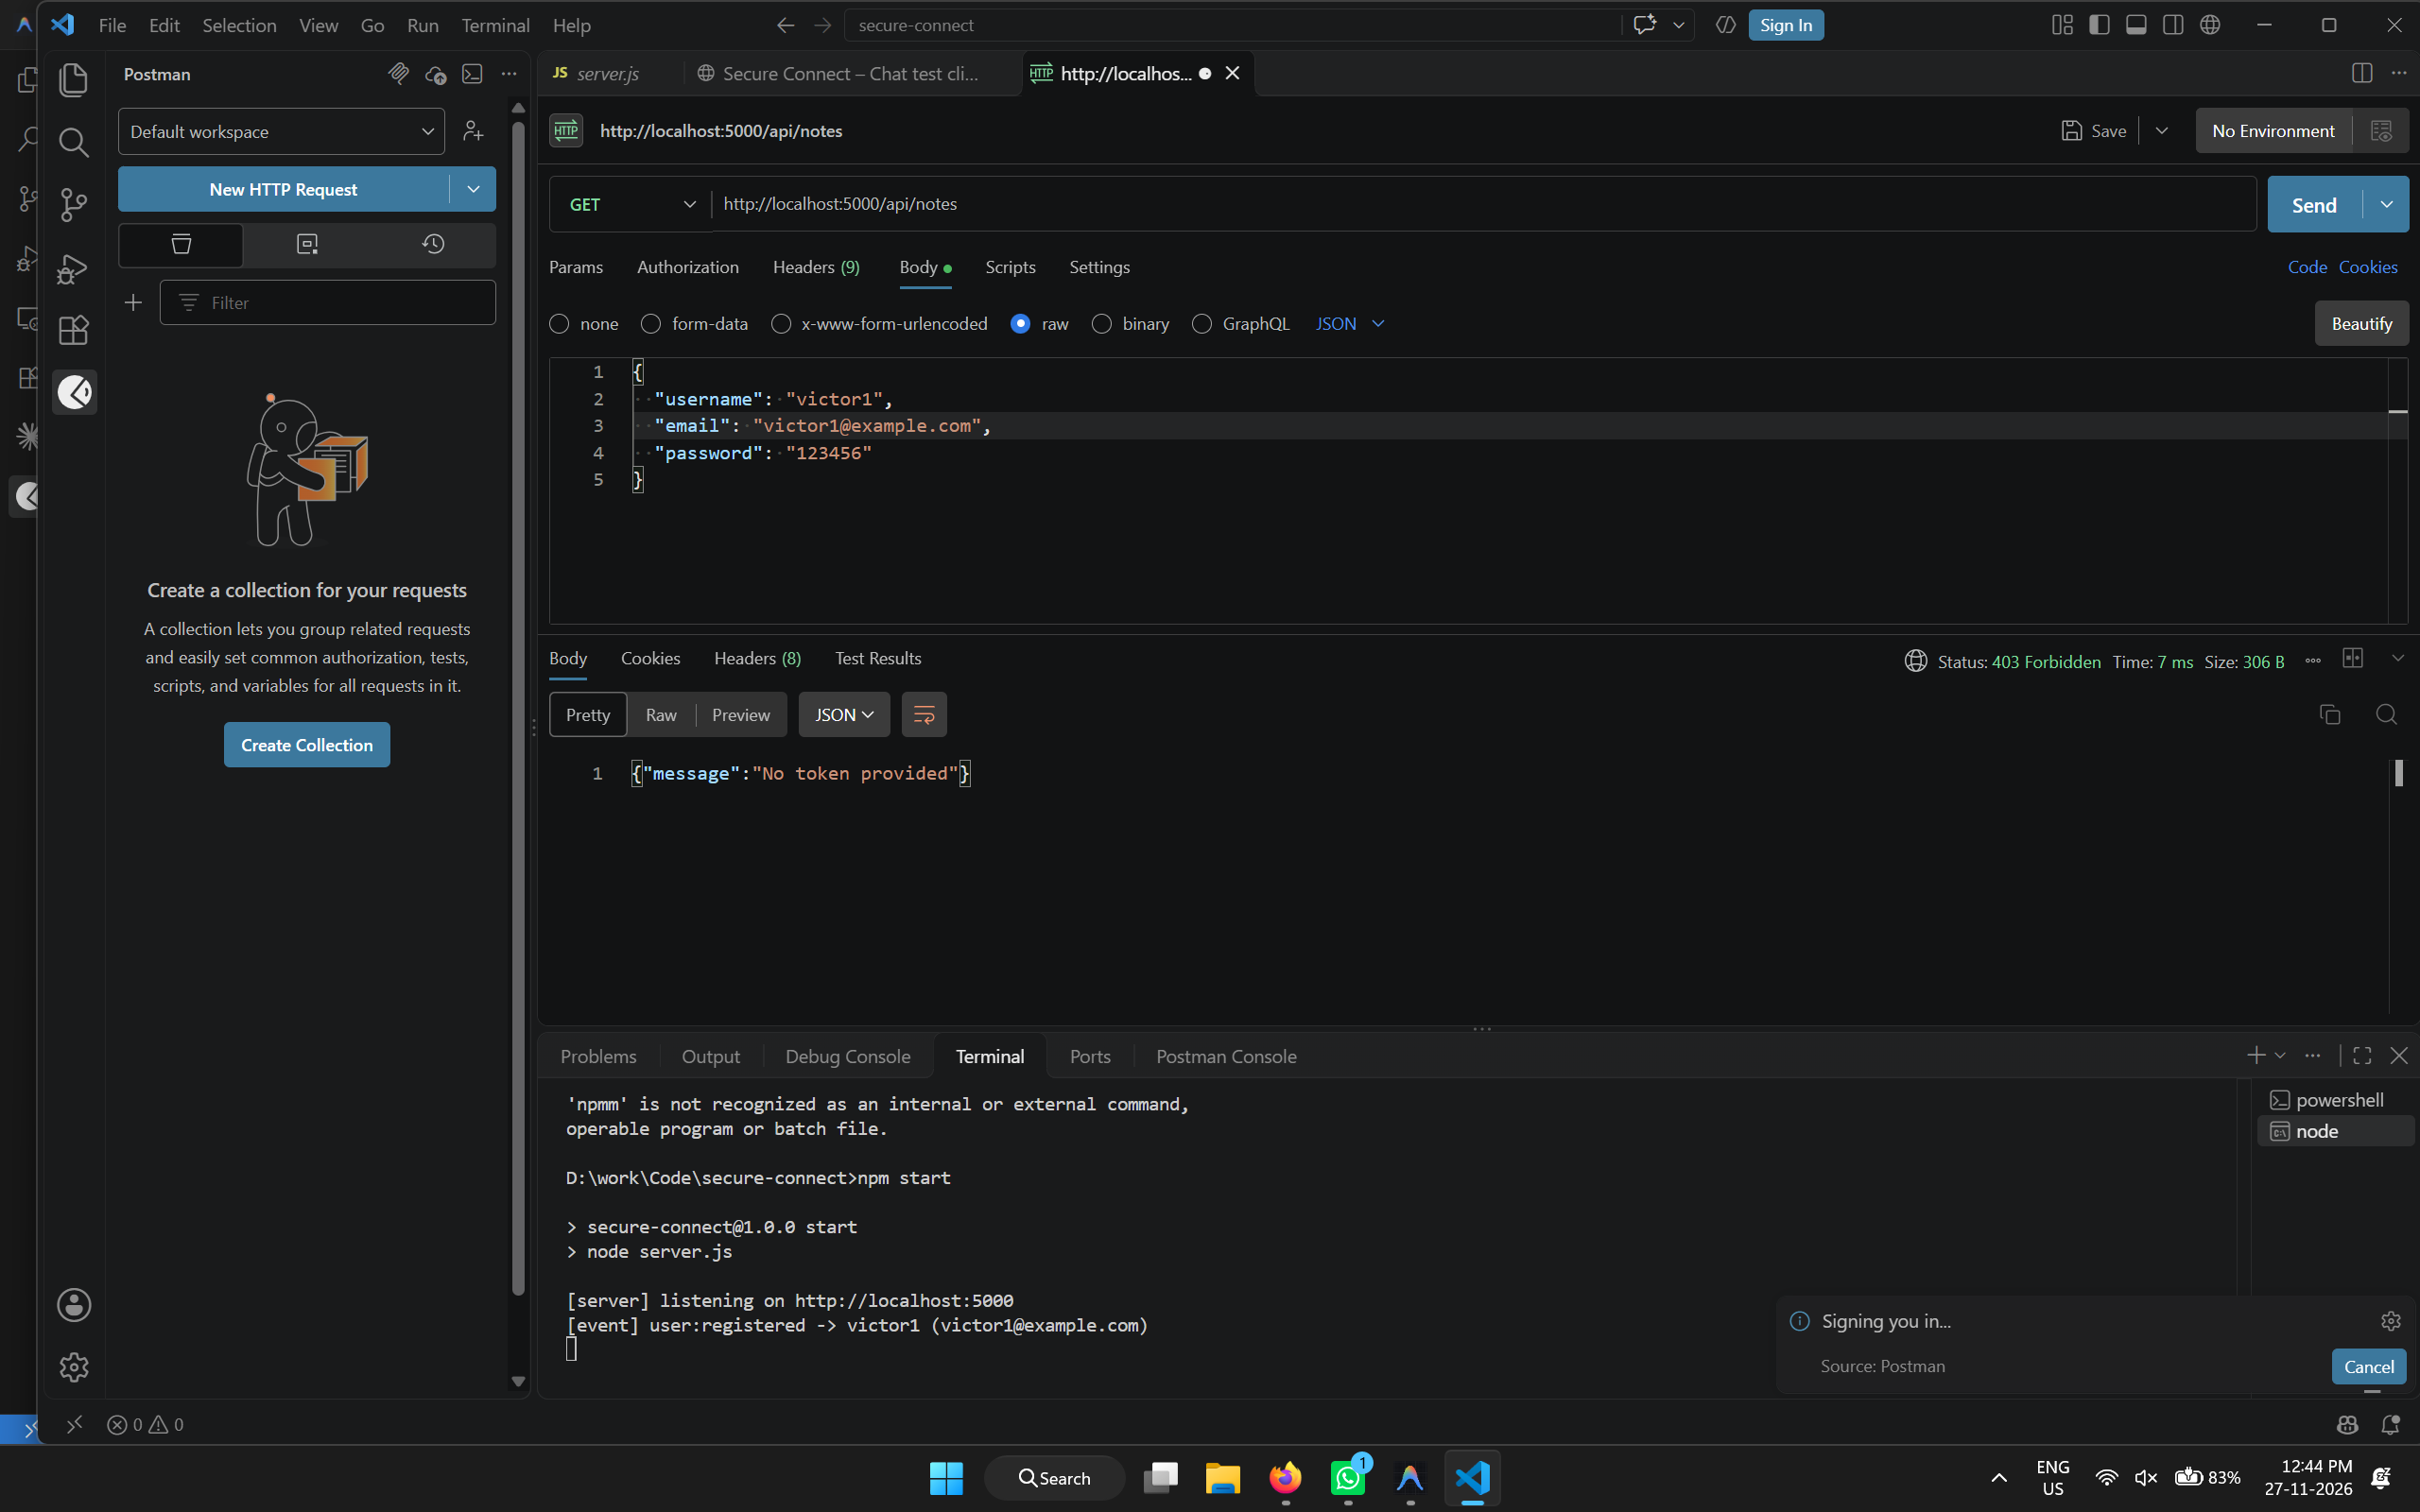 File Edit Selection View Go Run Terminal Help
secure-connect
Sign In
Postman
Default workspace
New HTTP Request
Filter
Create a collection for your requests
A collection lets you group related requests
and easily set common authorization, tests,
scripts, and variables for all requests in it.
Create Collection
JS server.js
Secure Connect – Chat test cli...
HTTP http://localhos...
HTTP http://localhost:5000/api/notes
Save
No Environment
GET http://localhost:5000/api/notes
Send
Params Authorization Headers (9) Body Scripts Settings
Code Cookies
none form-data x-www-form-urlencoded raw binary GraphQL JSON
Beautify
1 {
2 "username": "victor1",
3 "email": "victor1@example.com",
4 "password": "123456"
5 }
Body Cookies Headers (8) Test Results
Status: 403 Forbidden Time: 7 ms Size: 306 B
Pretty Raw Preview JSON
1 {"message":"No token provided"}
Problems Output Debug Console Terminal Ports Postman Console
'npmm' is not recognized as an internal or external command,
operable program or batch file.
D:\work\Code\secure-connect>npm start
> secure-connect@1.0.0 start
> node server.js
[server] listening on http://localhost:5000
[event] user:registered -> victor1 (victor1@example.com)
powershell
node
Signing you in...
Source: Postman
Cancel
0 0
Search
1
ENG
US
83%
12:44 PM
27-11-2026